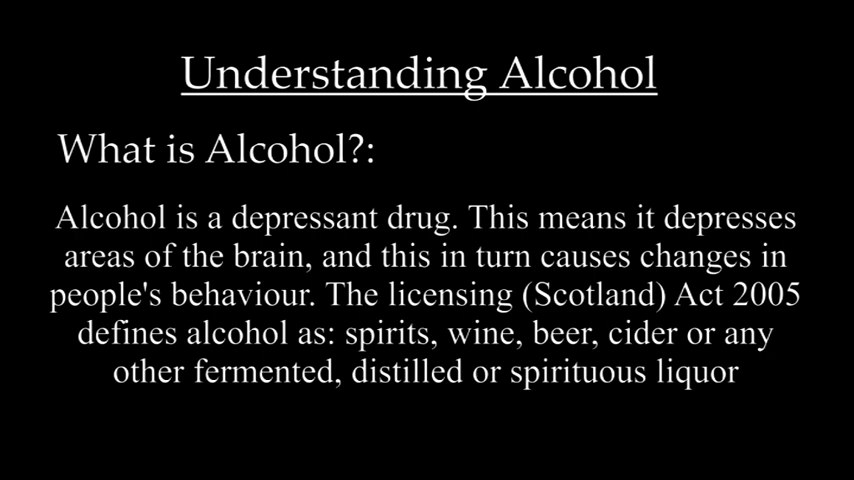 Understanding Alcohol
What is Alcohol?:
Alcohol is a depressant drug. This means it depresses
areas of the brain, and this in turn causes changes in
people's behaviour. The licensing (Scotland) Act 2005
defines alcohol as: spirits, wine, beer, cider or any
other fermented, distilled or spirituous liquor